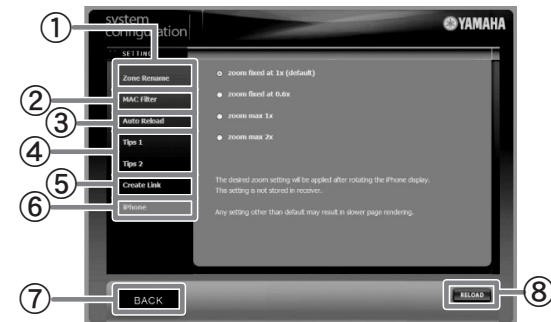 system
configuration
YAMAHA
SETTING
①
Zone Rename
② MAC Filter
③ Auto Reload
④ Tips 1
Tips 2
⑤ Create Link
⑥ iPhone
zoom fixed at 1x (default)
zoom fixed at 0.6x
zoom max 1x
zoom max 2x
The desired zoom setting will be applied after rotating the iPhone display.
This setting is not stored in receiver.
Any setting other than default may result in slower page rendering.
⑦ BACK
RELOAD ⑧